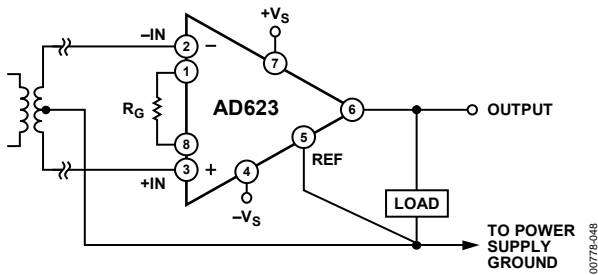 +VS
–IN
2
–
1
7
RG
AD623
6
OUTPUT
8
5
REF
3
+
4
+IN
–VS
LOAD
TO POWER
SUPPLY
GROUND
00778-048